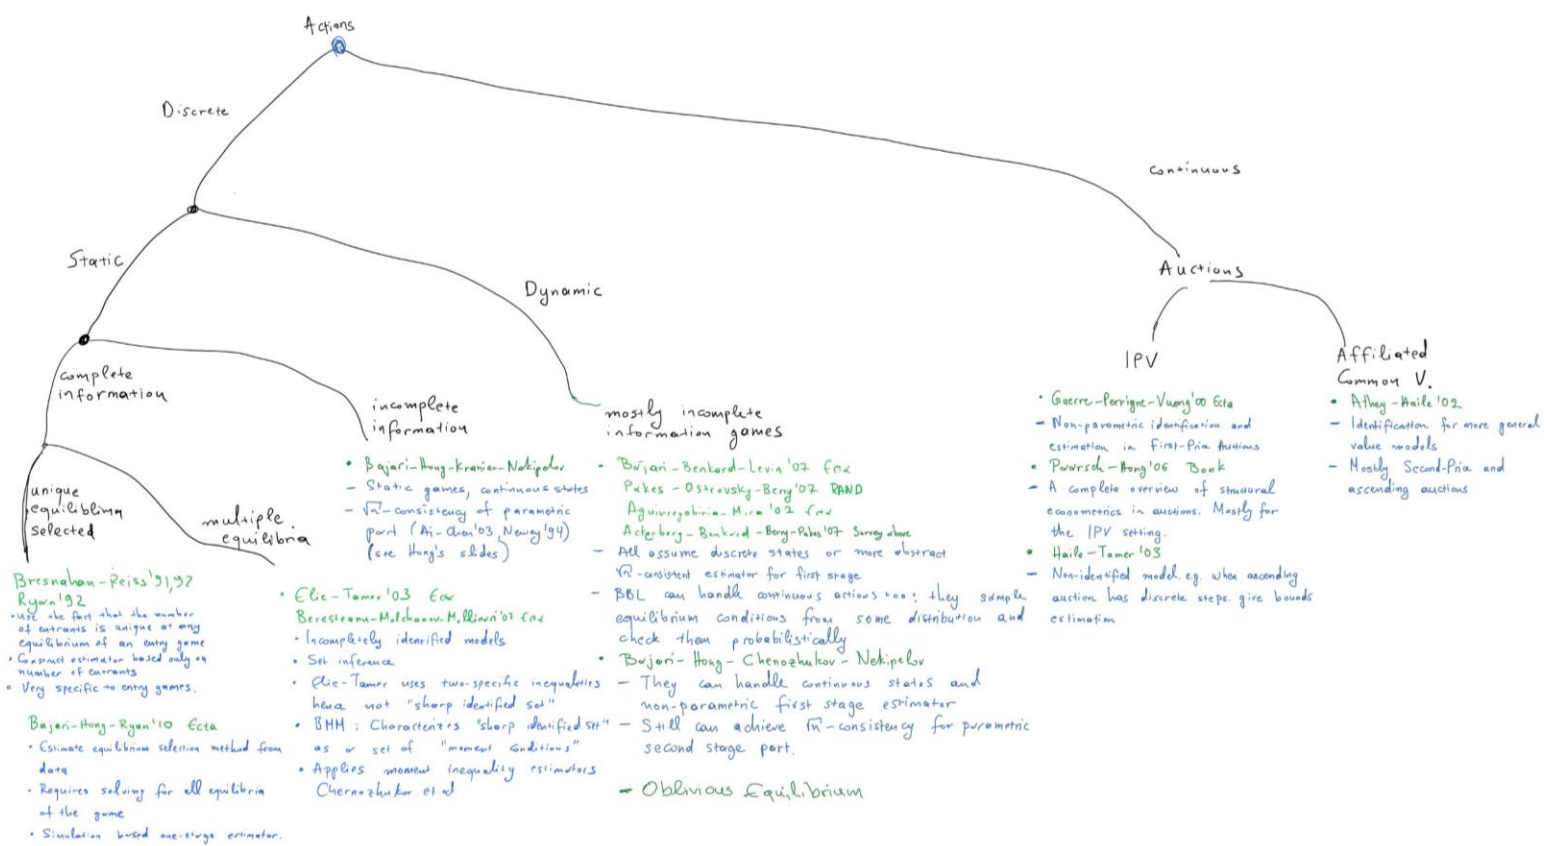 Actions
Discrete
continuous
Static
Dynamic
Auctions
IPV
Affiliated
Common V.
complete
information
incomplete
information
mostly incomplete
information games
unique
equiliblium
selected
multiple
equilibria
Bresnahan-Reiss'91,92
Ryan'92
• use the fact that the number
of entrants is unique at any
equilibrium of an entry game
• Construct estimator based only on
number of entrants
• Very specific to entry games.
Bajari-Hong-Ryan'10 Ecta
• Estimate equilibrium selection method from
data
• Requires solving for all equilibria
of the game
• Simulation based one-stage estimator.
• Elie-Tamer'03 Ecta
Beresteanu-Molchanov-Mollinari
• Incompletely identified models
• Set inference
• Elie-Tamer uses two-specific inequalities
hence not "sharp identified set"
• BMM: Characterizes "sharp identified set"
as a set of "moment conditions"
• Applies moment inequality estimators
Chernozhukov et al
• Bajari-Hong-Kranien-Nekipelov
- Static games, continuous states
- √n-consistency of parametric
part (Ai-Chen'03, Newey'94)
(see Hong's slides)
- Bajari-Benkard-Levin'07 Ecta
Pakes-Ostrovsky-Berry'07 RAND
Aguirregabiria-Mira'02 Ecta
Ackerberg-Benkard-Berry-Pakes'07 Survey above
- All assume discrete states or more abstract
√n-consistent estimator for first stage
- BBL can handle continuous actions too: they sample
equilibrium conditions from some distribution and
check them probabilistically
• Bajari-Hong-Chenozhukov-Nekipelov
- They can handle continuous states and
non-parametric first stage estimator
- Still can achieve √n-consistency for parametric
second stage part.
- Oblivious Equilibrium
• Guerre-Perrigne-Vuong'00 Ecta
- Non-parametric identification and
estimation in First-Price Auctions
• Paarsch-Hong'06 Book
- A complete overview of structural
econometrics in auctions. Mostly for
the IPV setting.
• Haile-Tamer'03
- Non-identified model. eg. when ascending
auction has discrete steps. give bounds
estimation
• Athey-Haile'02
- Identification for more general
value models
- Mostly Second-Price and
ascending auctions